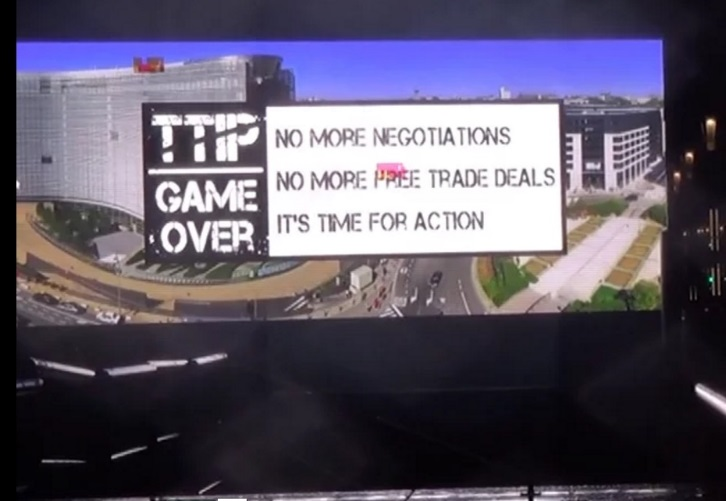 TTIP
GAME
OVER
NO MORE NEGOTIATIONS
NO MORE FREE TRADE DEALS
IT'S TIME FOR ACTION